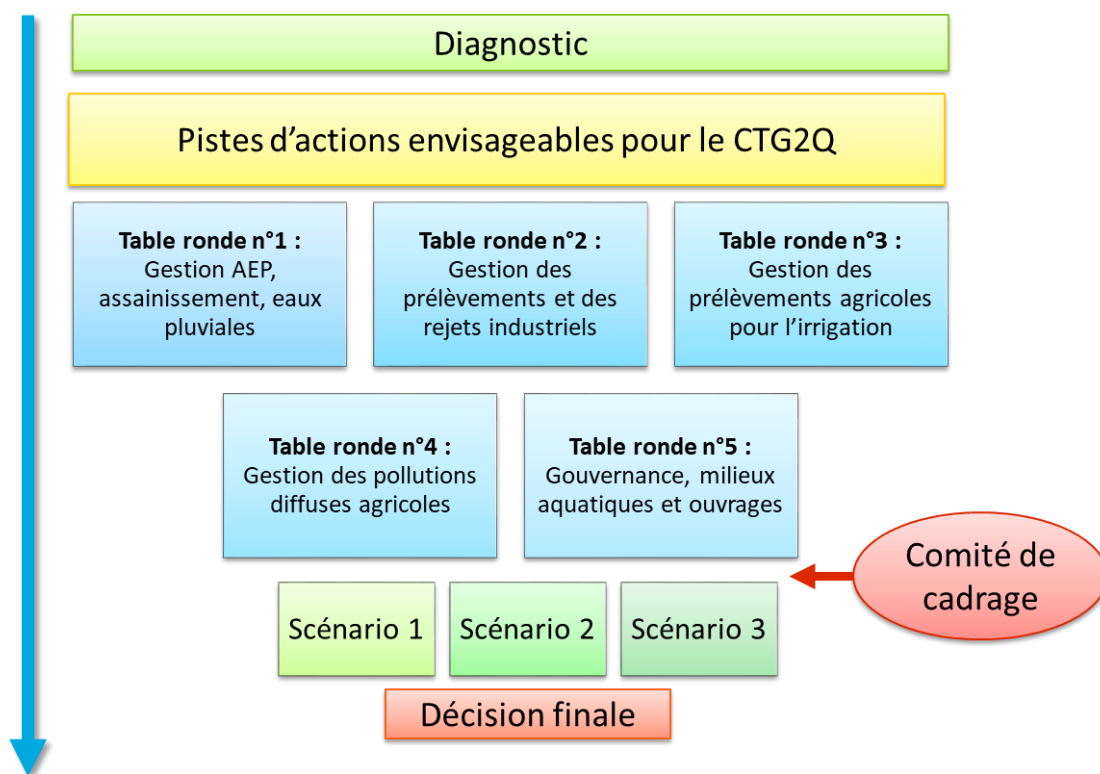 Diagnostic
Pistes d'actions envisageables pour le CTG2Q
Table ronde n°1 :
Gestion AEP,
assainissement, eaux
pluviales
Table ronde n°2 :
Gestion des
prélèvements et des
rejets industriels
Table ronde n°3 :
Gestion des
prélèvements agricoles
pour l'irrigation
Table ronde n°4 :
Gestion des pollutions
diffuses agricoles
Table ronde n°5 :
Gouvernance, milieux
aquatiques et ouvrages
Comité de
cadrage
Scénario 1
Scénario 2
Scénario 3
Décision finale